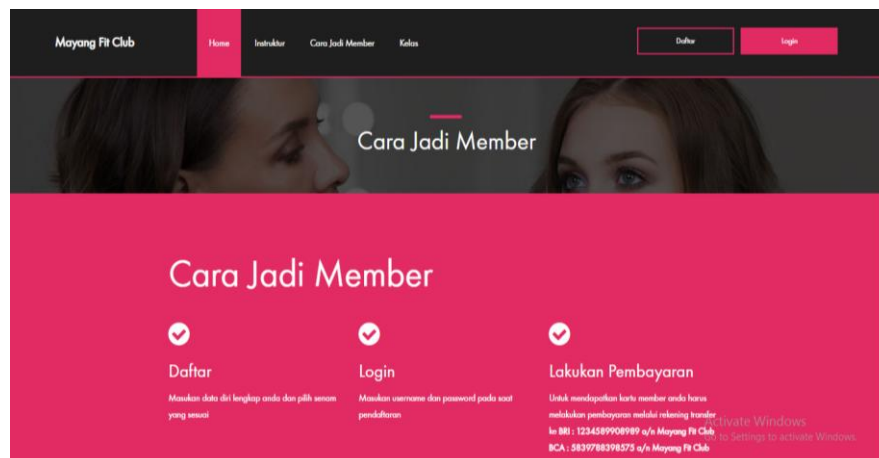 Mayang Fit Club
Home
Instruktur
Cara Jadi Member
Kelas
Daftar
Login
Cara Jadi Member
Cara Jadi Member
Daftar
Masukan data diri lengkap anda dan pilih senam
yang sesuai
Login
Masukan username dan password pada saat
pendaftaran
Lakukan Pembayaran
Untuk mendapatkan kartu member anda harus
melakukan pembayaran melalui rekening transfer
ke BRI : 1234589908989 a/n Mayang Fit Club
BCA : 5839788398575 a/n Mayang Fit Club
Activate Windows
Go to Settings to activate Windows.